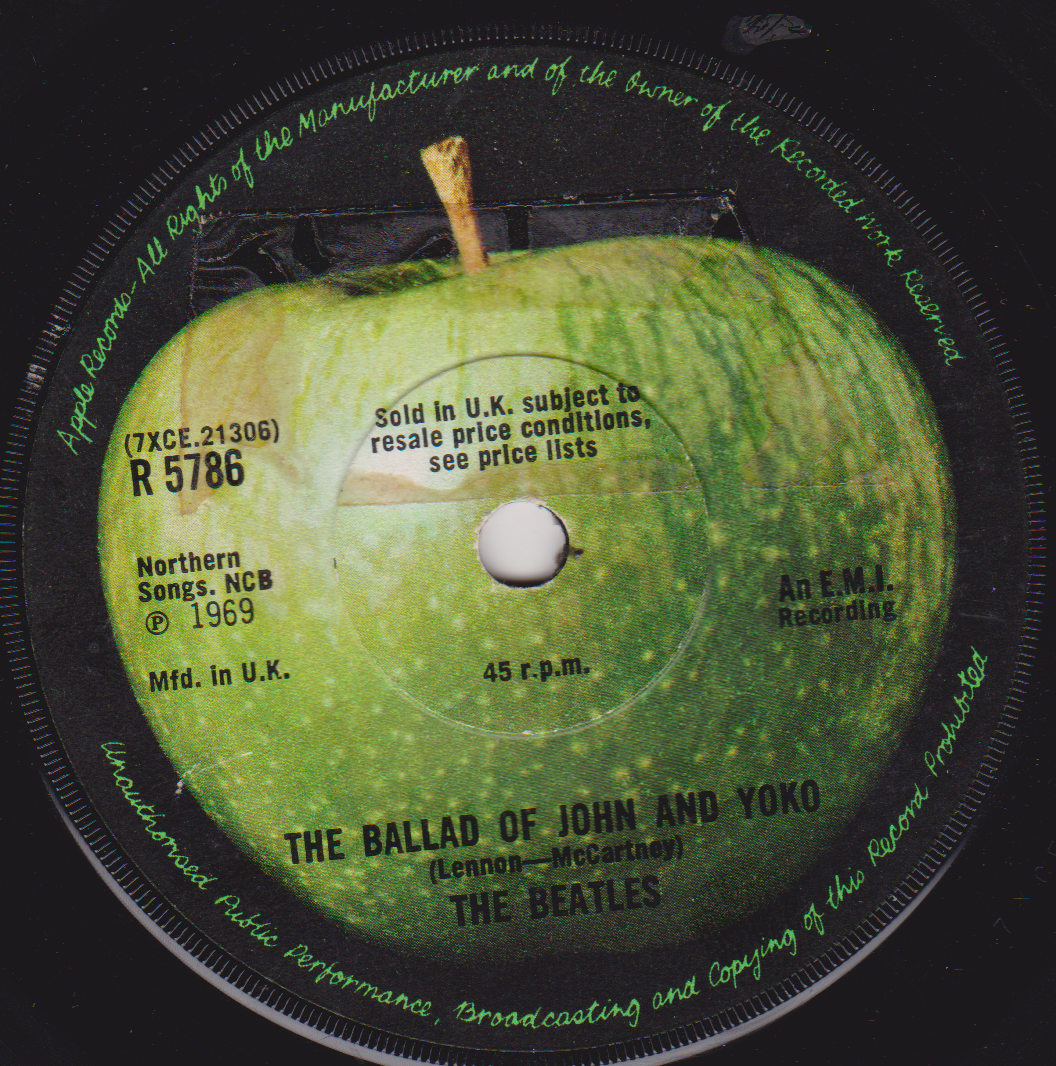 Apple Records-All Rights of the Manufacturer and of the Owner of the Recorded Work Reserved
Sold in U.K. subject to
resale price conditions,
see price lists
(7XCE.21306)
R 5786
Northern
Songs. NCB
℗ 1969
An E.M.I.
Recording
Mfd. in U.K.
45 r.p.m.
THE BALLAD OF JOHN AND YOKO
(Lennon—McCartney)
THE BEATLES
Unauthorised Public Performance, Broadcasting and Copying of this Record Prohibited